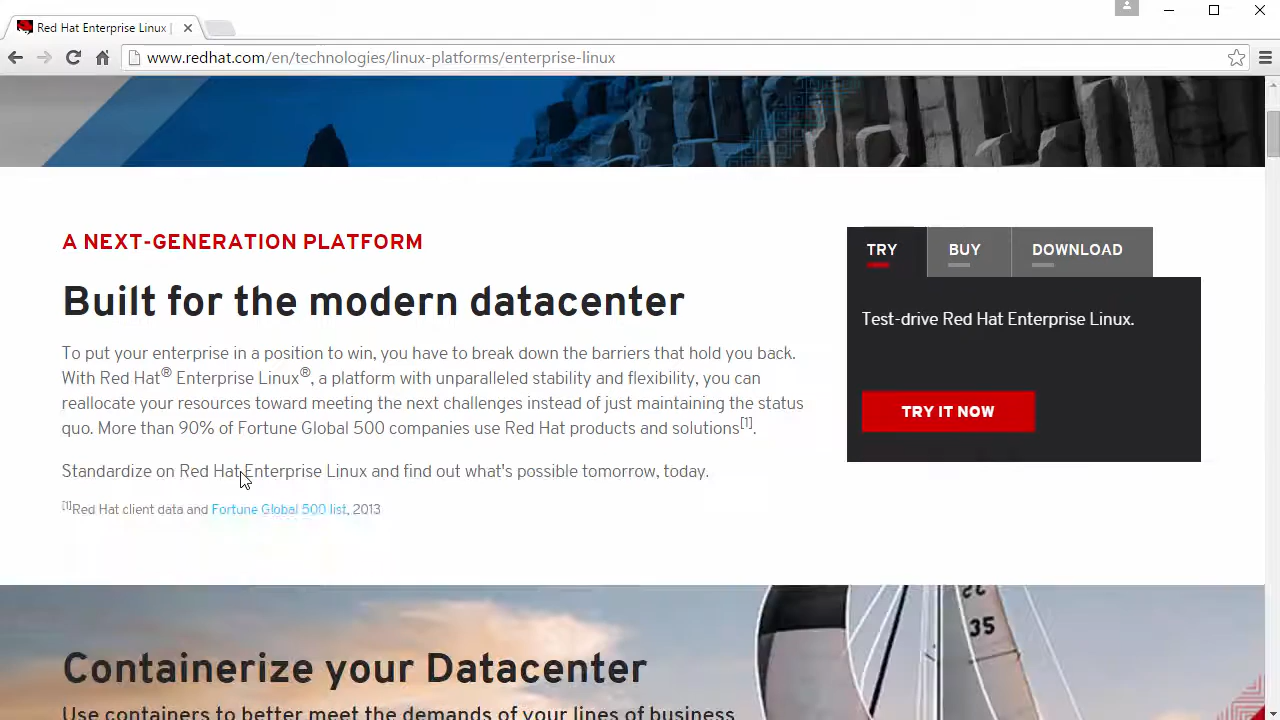 Red Hat Enterprise Linux |
www.redhat.com/en/technologies/linux-platforms/enterprise-linux
A NEXT-GENERATION PLATFORM
Built for the modern datacenter
To put your enterprise in a position to win, you have to break down the barriers that hold you back.
With Red Hat® Enterprise Linux®, a platform with unparalleled stability and flexibility, you can
reallocate your resources toward meeting the next challenges instead of just maintaining the status
quo. More than 90% of Fortune Global 500 companies use Red Hat products and solutions[1].
Standardize on Red Hat Enterprise Linux and find out what's possible tomorrow, today.
[1]Red Hat client data and Fortune Global 500 list, 2013
TRY
BUY
DOWNLOAD
Test-drive Red Hat Enterprise Linux.
TRY IT NOW
35
Containerize your Datacenter
Use containers to better meet the demands of your lines of business